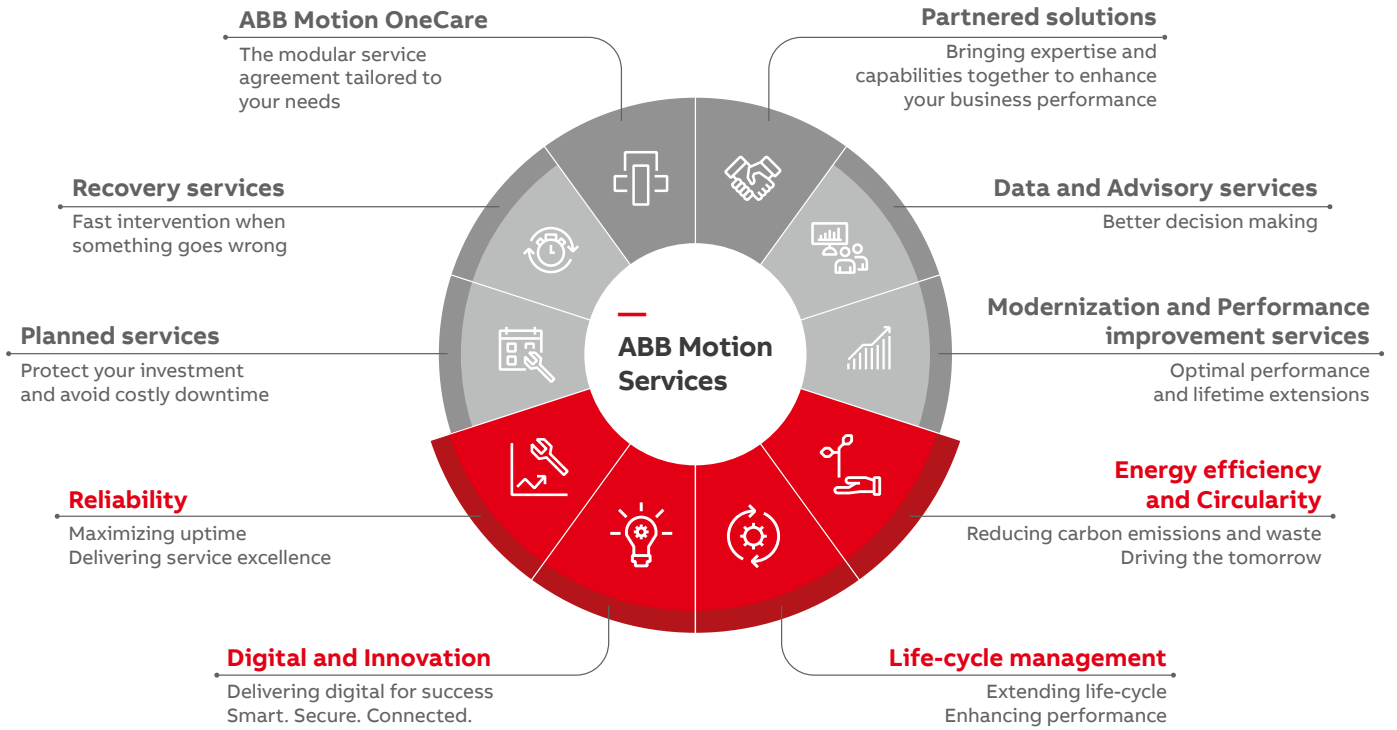 ABB Motion OneCare
The modular service
agreement tailored to
your needs
Partnered solutions
Bringing expertise and
capabilities together to enhance
your business performance
Recovery services
Fast intervention when
something goes wrong
Data and Advisory services
Better decision making
Planned services
Protect your investment
and avoid costly downtime
Modernization and Performance
improvement services
Optimal performance
and lifetime extensions
ABB Motion
Services
Reliability
Maximizing uptime
Delivering service excellence
Energy efficiency
and Circularity
Reducing carbon emissions and waste
Driving the tomorrow
Digital and Innovation
Delivering digital for success
Smart. Secure. Connected.
Life-cycle management
Extending life-cycle
Enhancing performance